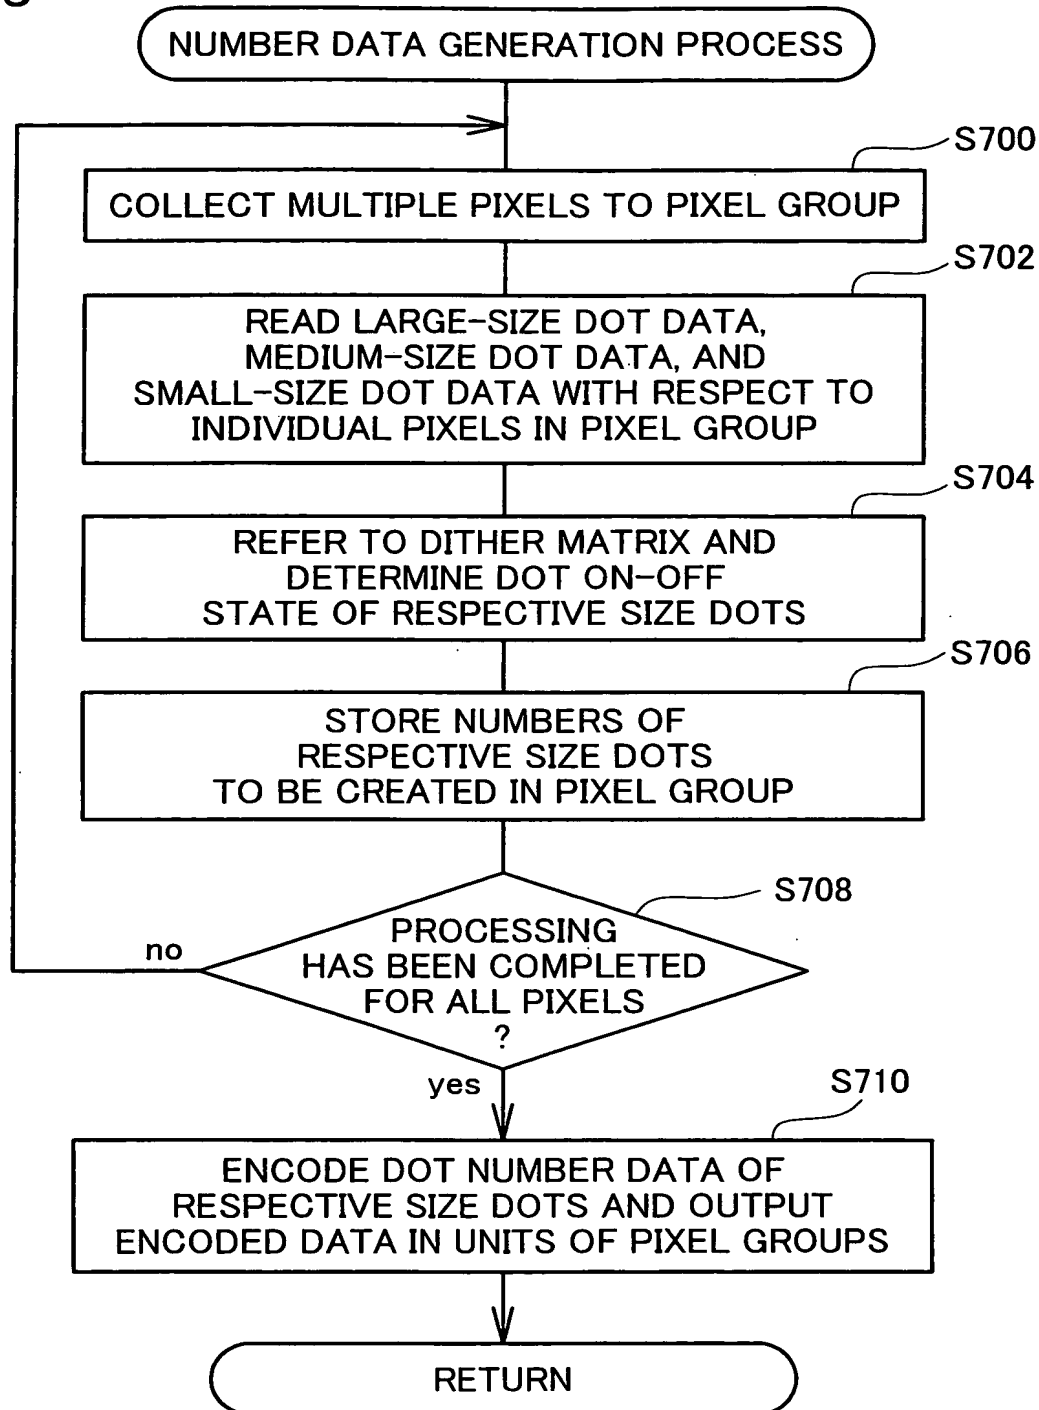 NUMBER DATA GENERATION PROCESS
S700
COLLECT MULTIPLE PIXELS TO PIXEL GROUP
S702
READ LARGE-SIZE DOT DATA,
MEDIUM-SIZE DOT DATA, AND
SMALL-SIZE DOT DATA WITH RESPECT TO
INDIVIDUAL PIXELS IN PIXEL GROUP
S704
REFER TO DITHER MATRIX AND
DETERMINE DOT ON-OFF
STATE OF RESPECTIVE SIZE DOTS
S706
STORE NUMBERS OF
RESPECTIVE SIZE DOTS
TO BE CREATED IN PIXEL GROUP
S708
PROCESSING
HAS BEEN COMPLETED
FOR ALL PIXELS
?
no
yes
S710
ENCODE DOT NUMBER DATA OF
RESPECTIVE SIZE DOTS AND OUTPUT
ENCODED DATA IN UNITS OF PIXEL GROUPS
RETURN